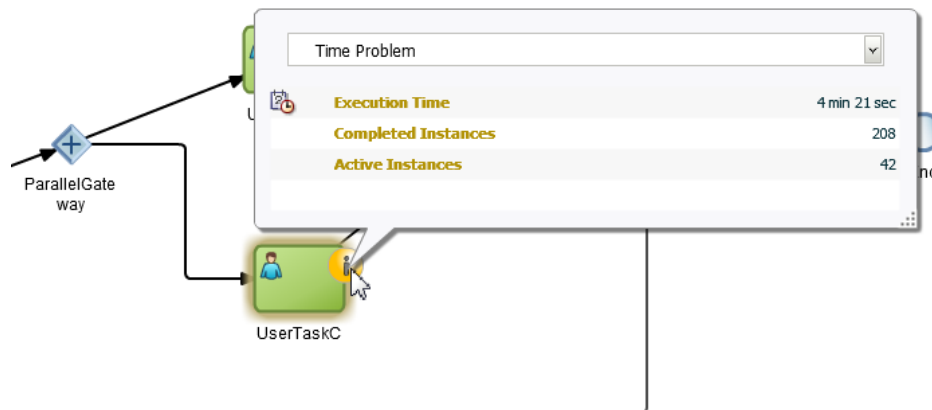 Time Problem
Execution Time 4 min 21 sec
Completed Instances 208
Active Instances 42
ParallelGate
way
UserTaskC